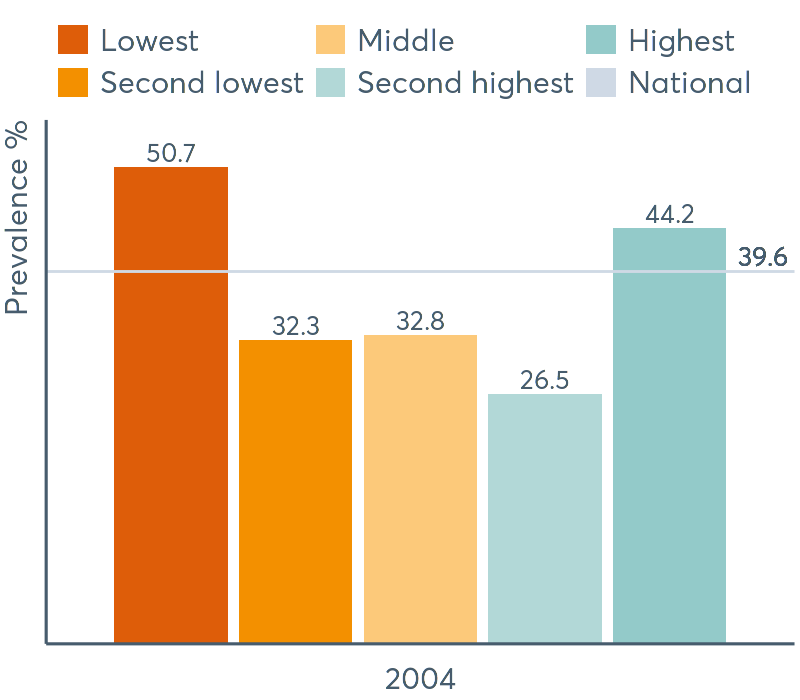 Lowest Middle Highest
Second lowest Second highest National
Prevalence %
50.7
44.2
39.6
32.3
32.8
26.5
2004